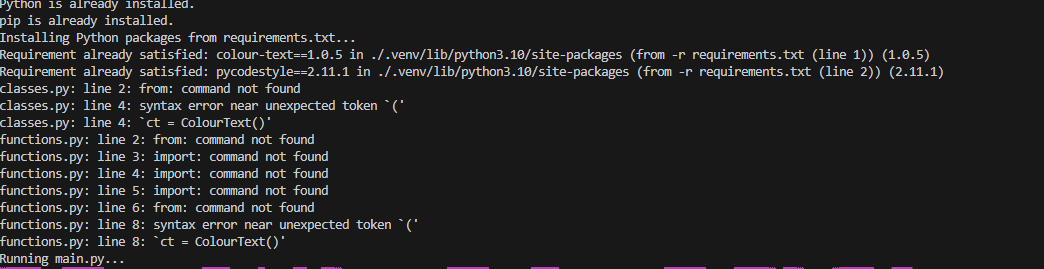 Python is already installed.
pip is already installed.
Installing Python packages from requirements.txt...
Requirement already satisfied: colour-text==1.0.5 in ./.venv/lib/python3.10/site-packages (from -r requirements.txt (line 1)) (1.0.5)
Requirement already satisfied: pycodestyle==2.11.1 in ./.venv/lib/python3.10/site-packages (from -r requirements.txt (line 2)) (2.11.1)
classes.py: line 2: from: command not found
classes.py: line 4: syntax error near unexpected token `('
classes.py: line 4: `ct = ColourText()'
functions.py: line 2: from: command not found
functions.py: line 3: import: command not found
functions.py: line 4: import: command not found
functions.py: line 5: import: command not found
functions.py: line 6: from: command not found
functions.py: line 8: syntax error near unexpected token `('
functions.py: line 8: `ct = ColourText()'
Running main.py...